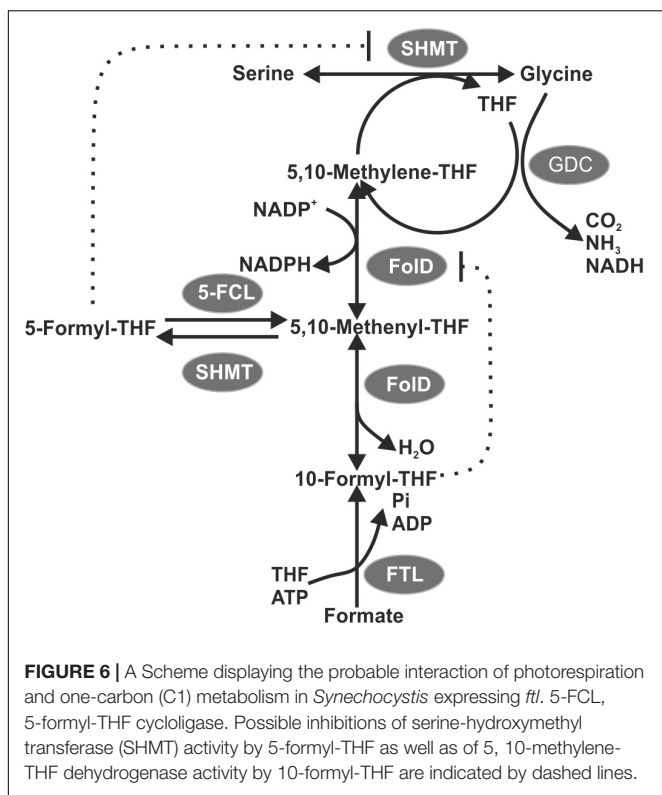 SHMT
Serine Glycine
THF
GDC
5,10-Methylene-THF
NADP⁺
CO₂
NH₃
NADH
NADPH FolD
5-FCL
5-Formyl-THF 5,10-Methenyl-THF
SHMT
FolD
H₂O
10-Formyl-THF
Pi
ADP
THF
ATP
FTL
Formate
FIGURE 6 | A Scheme displaying the probable interaction of photorespiration
and one-carbon (C1) metabolism in Synechocystis expressing ftl. 5-FCL,
5-formyl-THF cycloligase. Possible inhibitions of serine-hydroxymethyl
transferase (SHMT) activity by 5-formyl-THF as well as of 5, 10-methylene-
THF dehydrogenase activity by 10-formyl-THF are indicated by dashed lines.